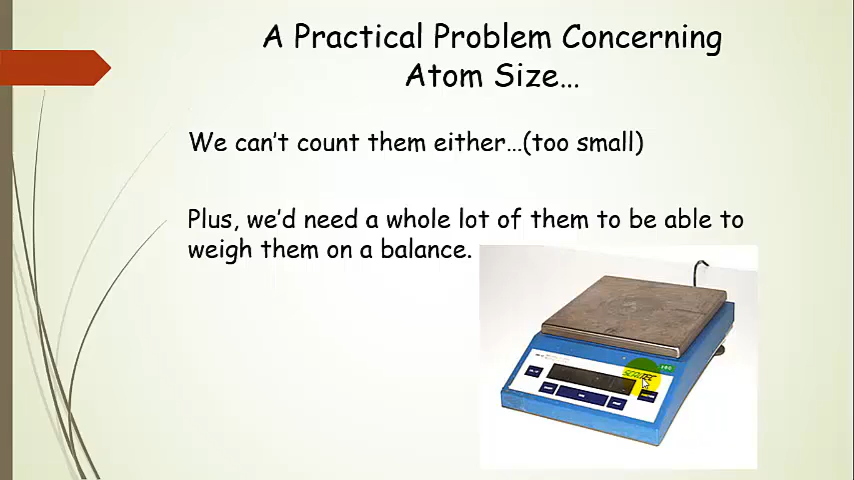 A Practical Problem Concerning
Atom Size...
We can't count them either...(too small)
Plus, we'd need a whole lot of them to be able to
weigh them on a balance.